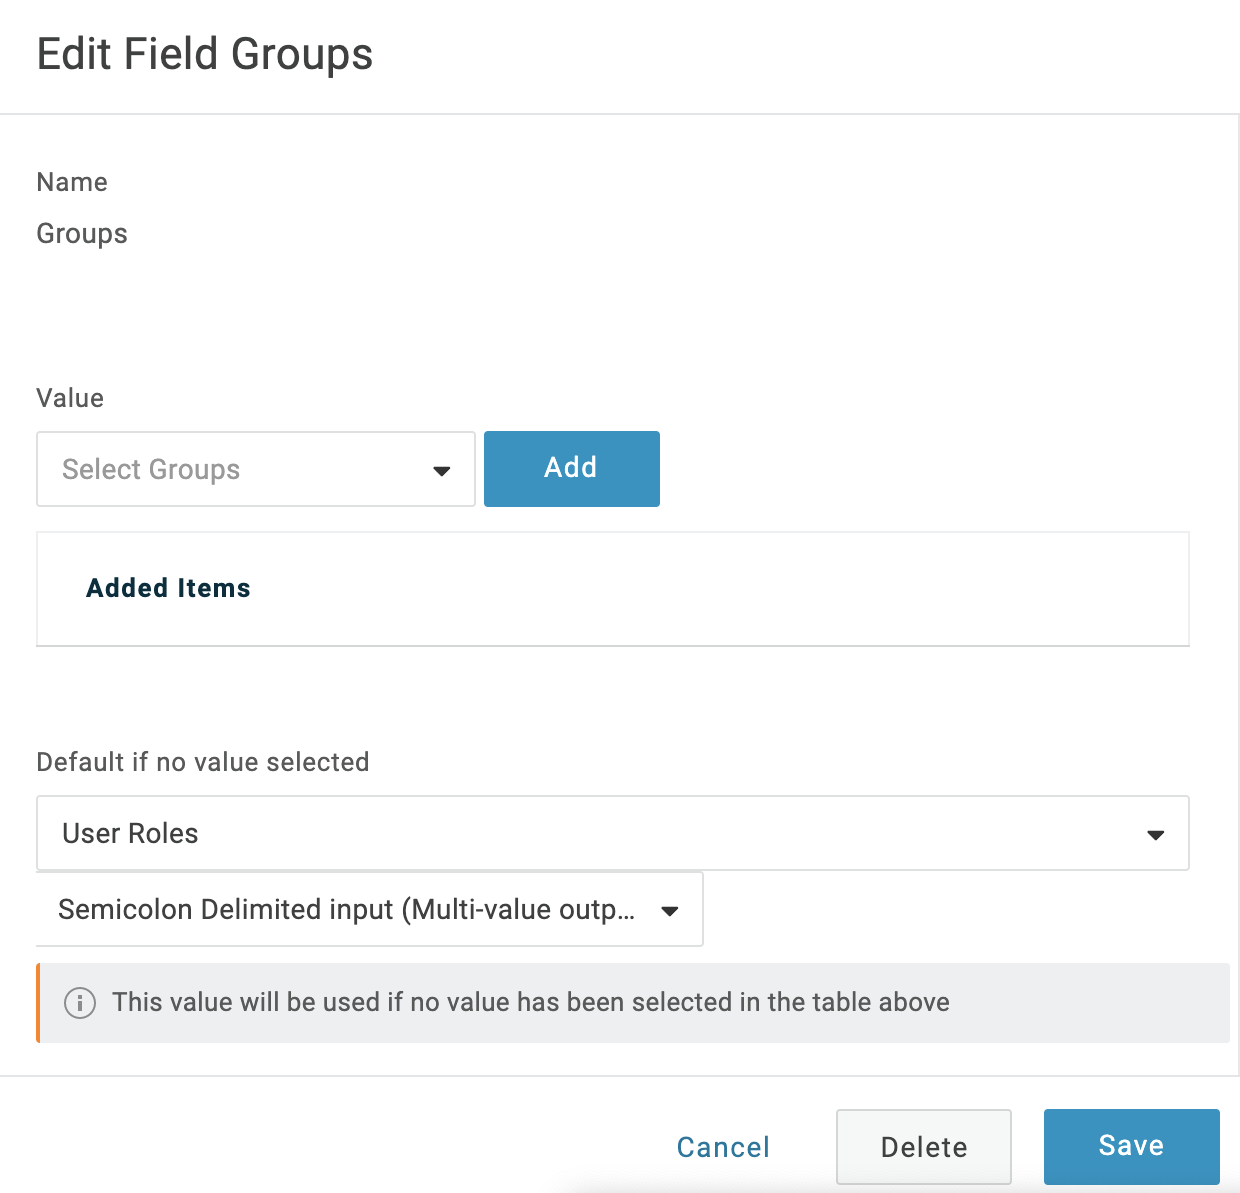 Edit Field Groups
Name
Groups
Value
Select Groups
Add
Added Items
Default if no value selected
User Roles
Semicolon Delimited input (Multi-value outp...
This value will be used if no value has been selected in the table above
Cancel
Delete
Save